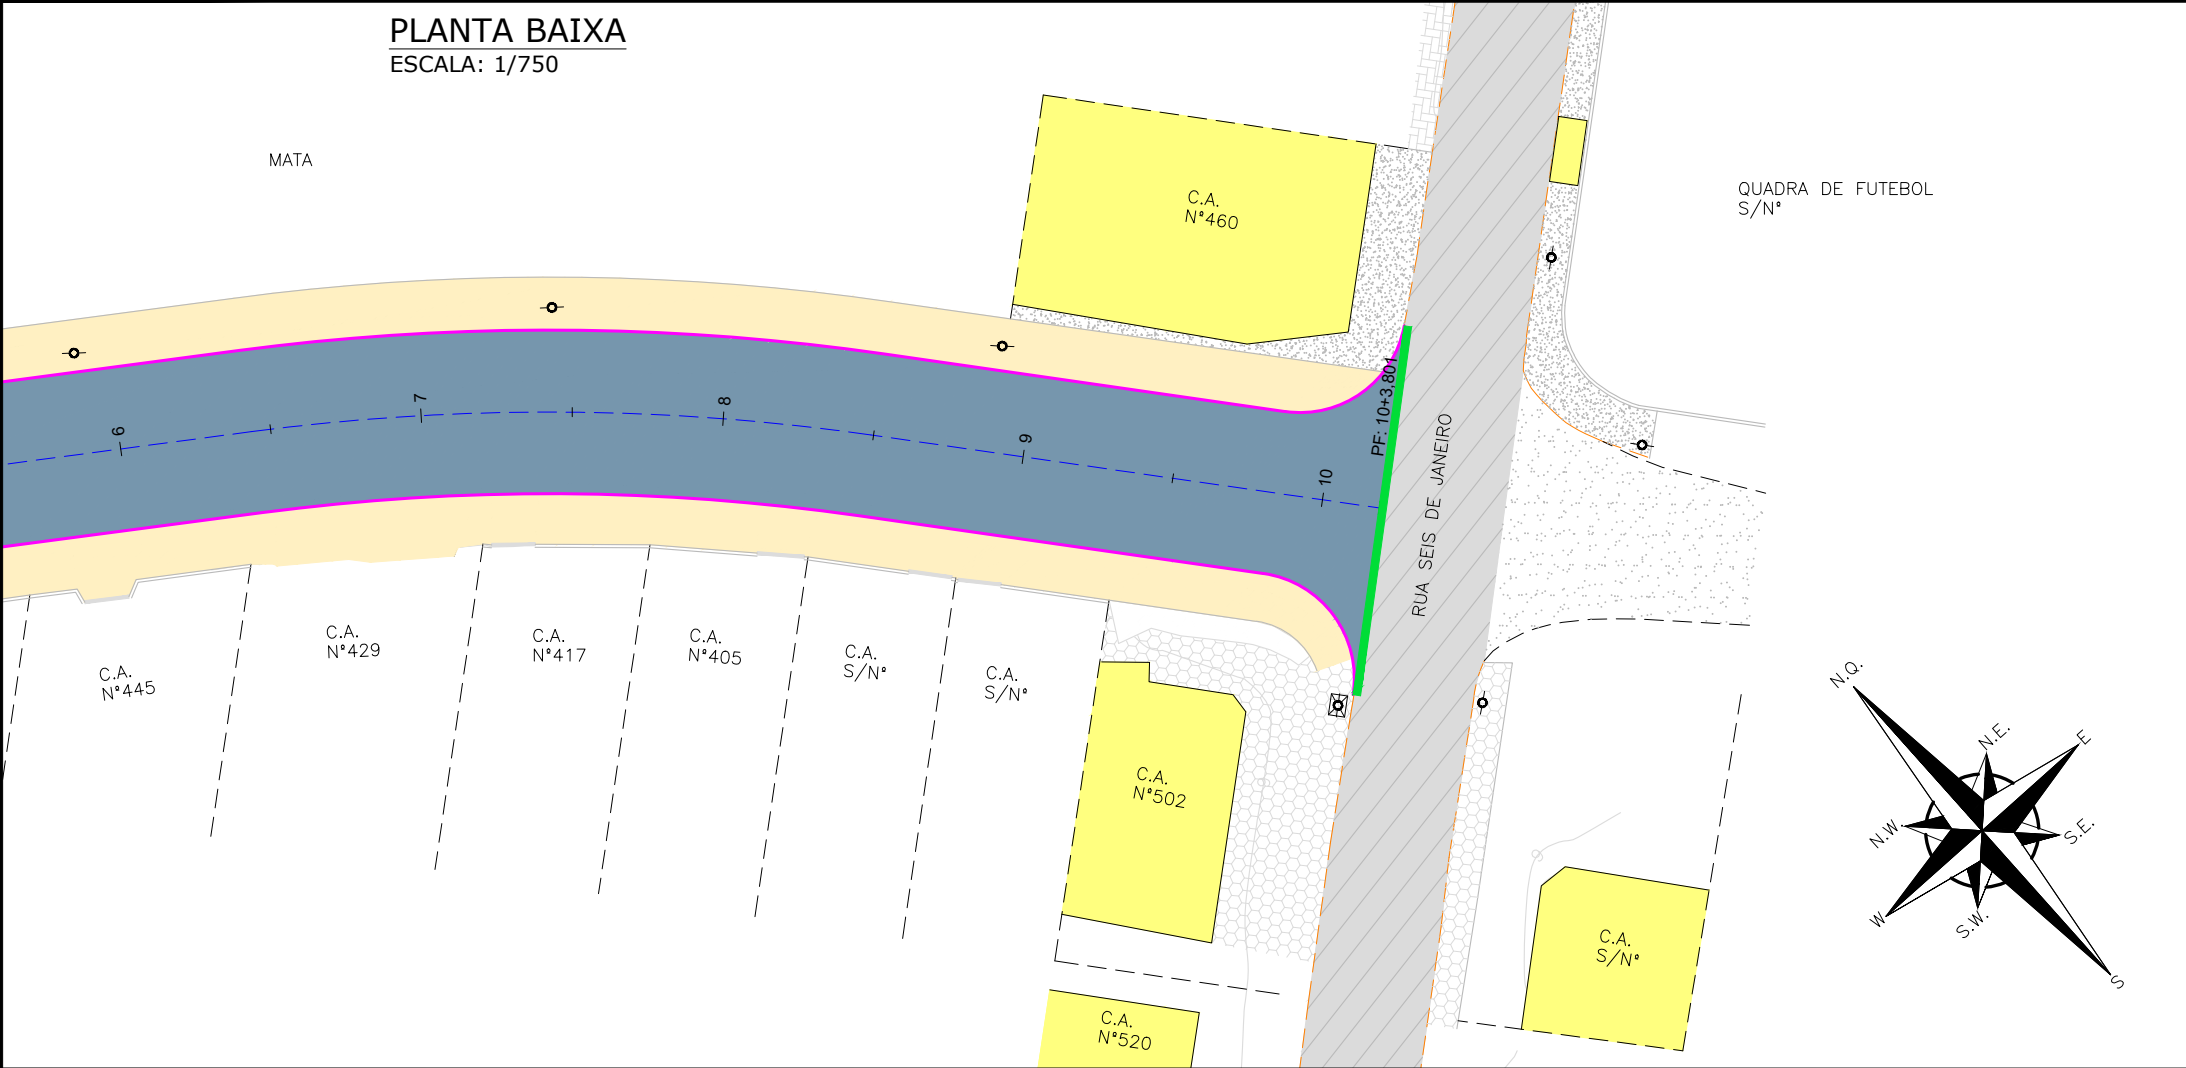 PLANTA BAIXA
ESCALA: 1/750
MATA
C.A.
N°460
QUADRA DE FUTEBOL
S/N°
6
7
8
9
10
PF: 10+3,801
RUA SEIS DE JANEIRO
C.A.
N°445
C.A.
N°429
C.A.
N°417
C.A.
N°405
C.A.
S/N°
C.A.
S/N°
C.A.
N°502
C.A.
N°520
C.A.
S/N°
N.Q.
N.E.
E
N.W.
S.E.
W
S.W.
S